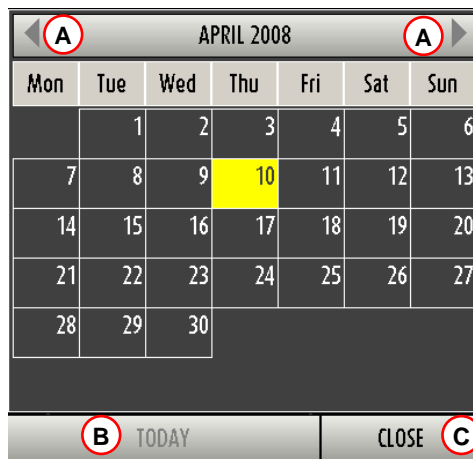 A APRIL 2008 A
Mon Tue Wed Thu Fri Sat Sun
1 2 3 4 5 6
7 8 9 10 11 12 13
14 15 16 17 18 19 20
21 22 23 24 25 26 27
28 29 30
B TODAY CLOSE C